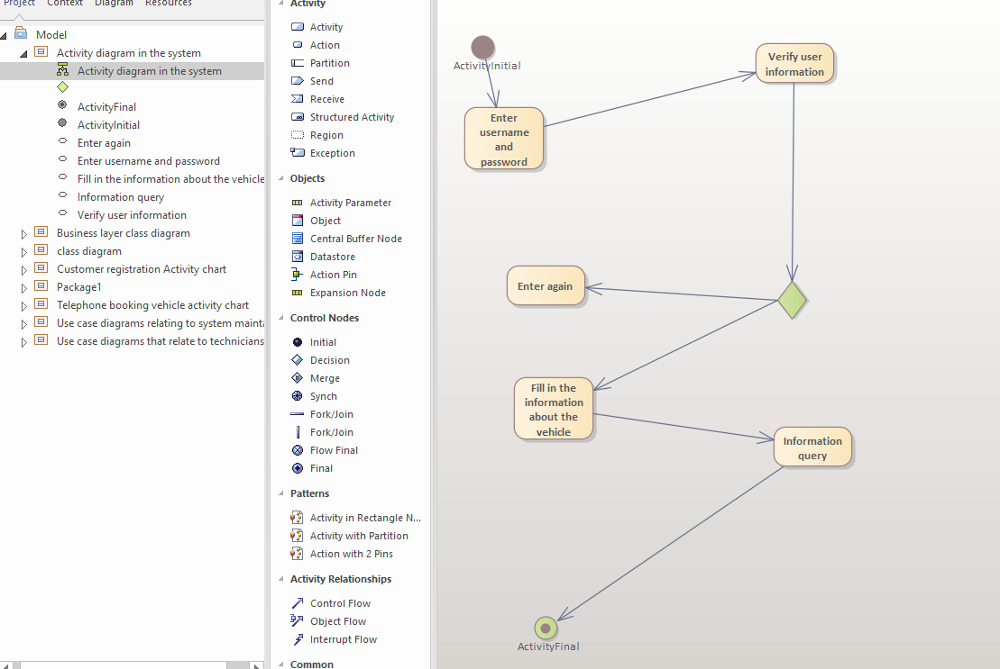 Project Context Diagram Resources
Model
Activity diagram in the system
Activity diagram in the system
ActivityFinal
ActivityInitial
Enter again
Enter username and password
Fill in the information about the vehicle
Information query
Verify user information
Business layer class diagram
class diagram
Customer registration Activity chart
Package1
Telephone booking vehicle activity chart
Use case diagrams relating to system mainta
Use case diagrams that relate to technicians
Activity
Activity
Action
Partition
Send
Receive
Structured Activity
Region
Exception
Objects
Activity Parameter
Object
Central Buffer Node
Datastore
Action Pin
Expansion Node
Control Nodes
Initial
Decision
Merge
Synch
Fork/Join
Fork/Join
Flow Final
Final
Patterns
Activity in Rectangle N...
Activity with Partition
Action with 2 Pins
Activity Relationships
Control Flow
Object Flow
Interrupt Flow
Common
ActivityInitial
Enter
username
and
password
Verify user
information
Enter again
Fill in the
information
about the
vehicle
Information
query
ActivityFinal